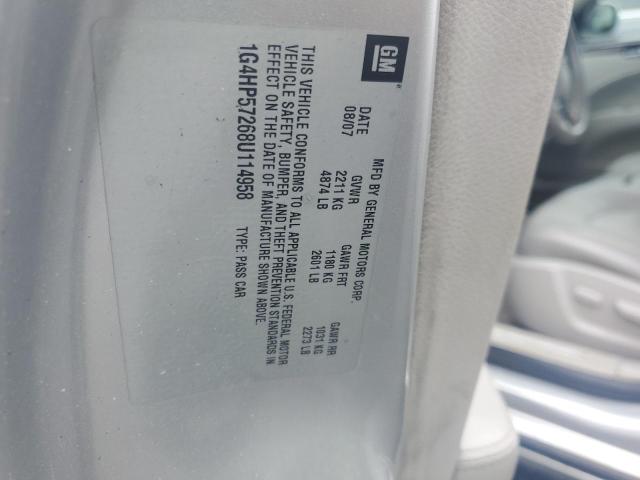 GM
MFD BY GENERAL MOTORS CORP.
DATE GVWR GAWR FRT GAWR RR
08/07 2211 KG 1180 KG 1031 KG
4874 LB 2601 LB 2273 LB
THIS VEHICLE CONFORMS TO ALL APPLICABLE U.S. FEDERAL MOTOR
VEHICLE SAFETY, BUMPER, AND THEFT PREVENTION STANDARDS IN
EFFECT ON THE DATE OF MANUFACTURE SHOWN ABOVE.
1G4HP57268U114958 TYPE: PASS CAR